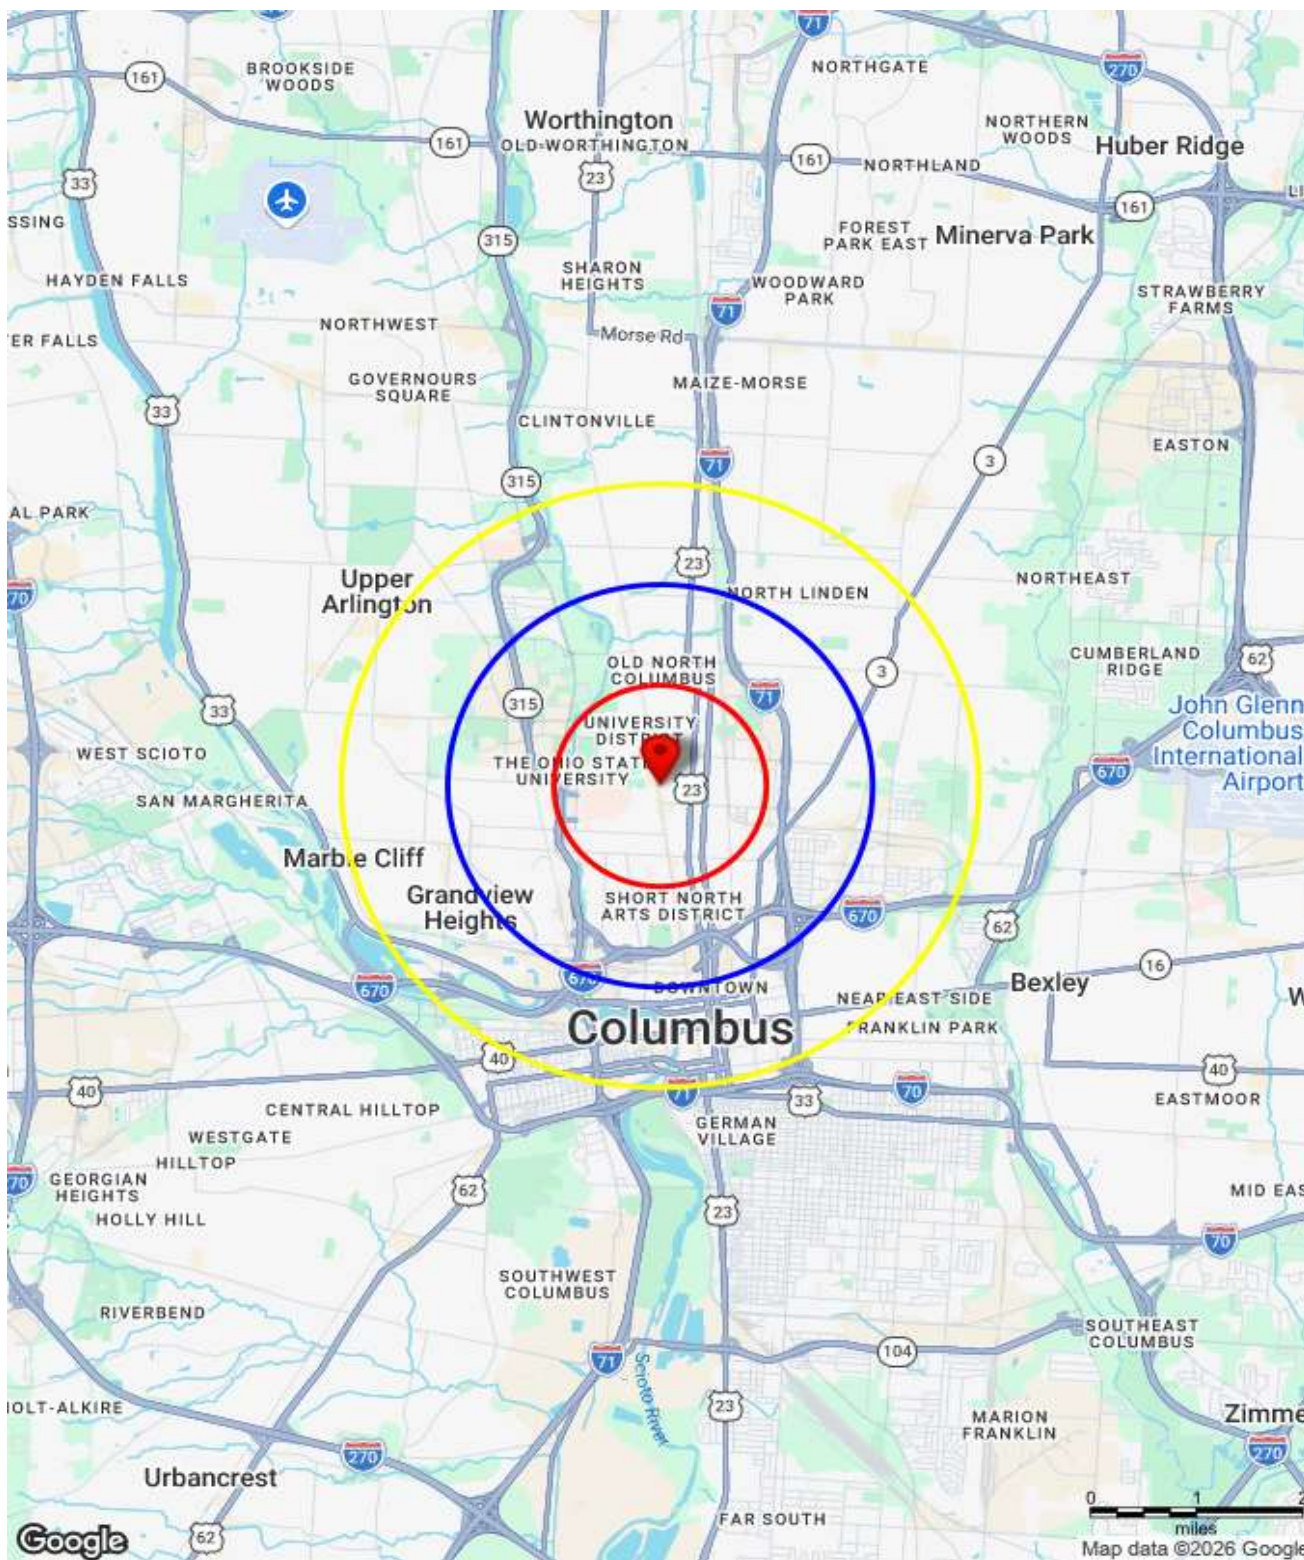 71
BROOKSIDE
WOODS
NORTHGATE
161
270
Worthington
OLD-WORTHINGTON
NORTHERN
WOODS
Huber Ridge
161
161
NORTHLAND
33
23
161
SSING
FOREST
PARK EAST
Minerva Park
315
HAYDEN FALLS
SHARON
HEIGHTS
WOODWARD
PARK
STRAWBERRY
FARMS
71
NORTHWEST
Morse Rd
ER FALLS
GOVERNOURS
SQUARE
MAIZE-MORSE
33
CLINTONVILLE
EASTON
71
3
315
AL PARK
23
Upper
Arlington
NORTH LINDEN
NORTHEAST
70
OLD NORTH
COLUMBUS
CUMBERLAND
RIDGE
62
3
71
315
33
John Glenn
Columbus
International
Airport
UNIVERSITY
DISTRICT
WEST SCIOTO
THE OHIO STATE
UNIVERSITY
670
23
SAN MARGHERITA
Marble Cliff
Grandview
Heights
SHORT NORTH
ARTS DISTRICT
670
62
16
670
670
DOWNTOWN
Bexley
NEAR EAST SIDE
W
Columbus
FRANKLIN PARK
40
40
40
71
70
33
EASTMOOR
CENTRAL HILLTOP
GERMAN
VILLAGE
WESTGATE
HILLTOP
70
GEORGIAN
HEIGHTS
62
MID EAS
HOLLY HILL
23
70
SOUTHWEST
COLUMBUS
RIVERBEND
SOUTHEAST
COLUMBUS
104
71
Scioto River
HOLT-ALKIRE
23
MARION
FRANKLIN
Zimme
270
270
Urbancrest
0 1 2
miles
FAR SOUTH
Google
62
Map data ©2026 Google